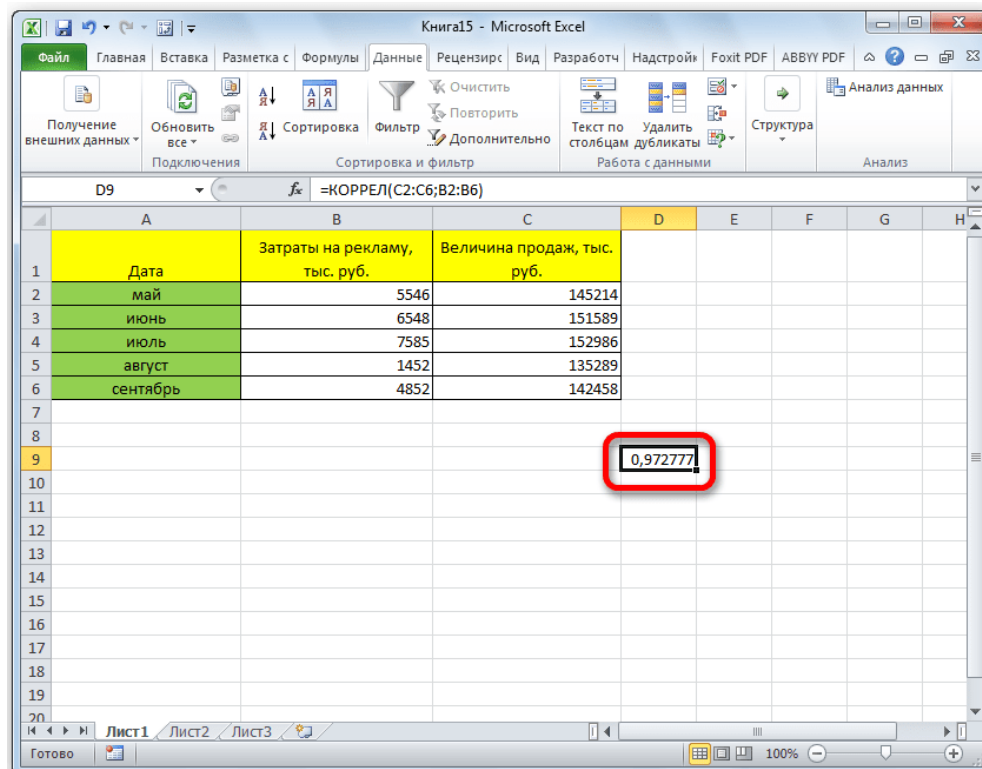 Книга15 - Microsoft Excel
Файл Главная Вставка Разметка с Формулы Данные Рецензирс Вид Разработч Надстройк Foxit PDF ABBYY PDF
Получение внешних данных
Обновить все
Подключения
Сортировка
Фильтр
Очистить
Повторить
Дополнительно
Сортировка и фильтр
Текст по столбцам
Удалить дубликаты
Работа с данными
Структура
Анализ данных
Анализ
D9 fx =КОРРЕЛ(C2:C6;B2:B6)
A B C D E F G H
1 Дата Затраты на рекламу, тыс. руб. Величина продаж, тыс. руб.
2 май 5546 145214
3 июнь 6548 151589
4 июль 7585 152986
5 август 1452 135289
6 сентябрь 4852 142458
7
8
9 0,972777
10
11
12
13
14
15
16
17
18
19
20
Лист1 Лист2 Лист3
Готово 100%